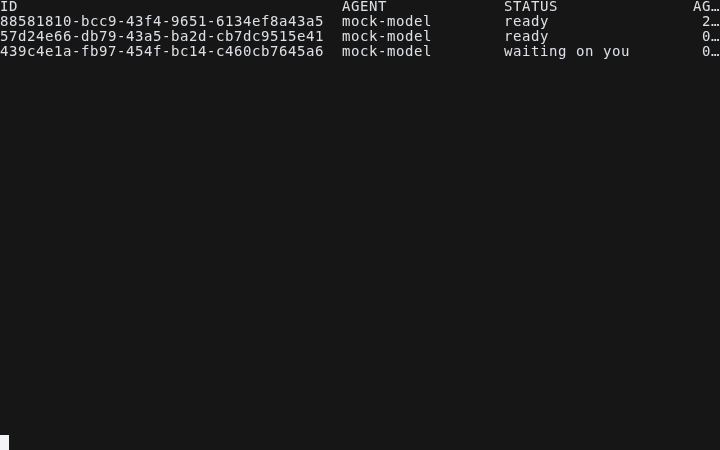 ID AGENT STATUS AG…
88581810-bcc9-43f4-9651-6134ef8a43a5 mock-model ready 2…
57d24e66-db79-43a5-ba2d-cb7dc9515e41 mock-model ready 0…
439c4e1a-fb97-454f-bc14-c460cb7645a6 mock-model waiting on you 0…